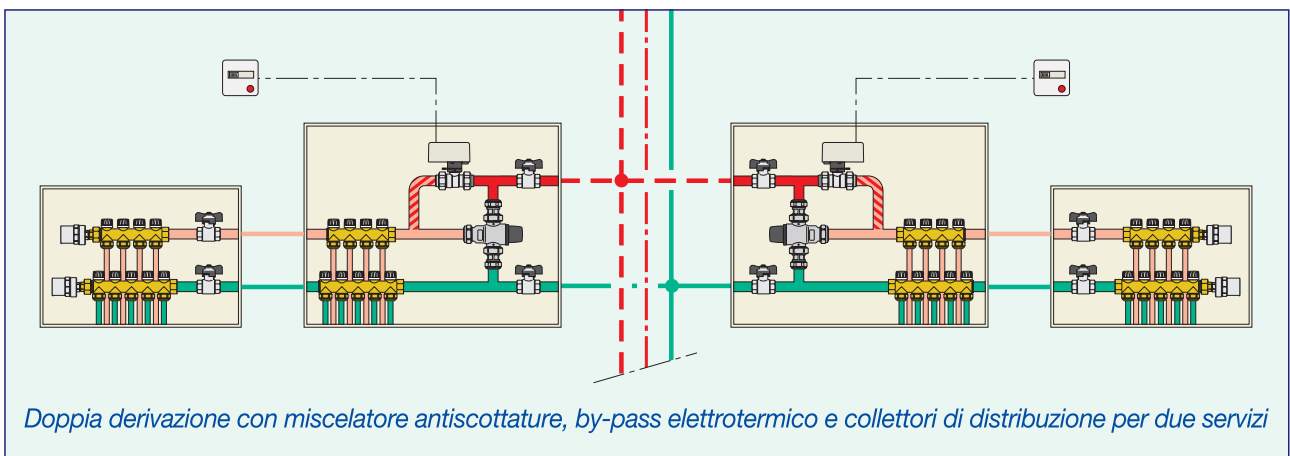 Doppia derivazione con miscelatore antiscottature, by-pass elettrotermico e collettori di distribuzione per due servizi